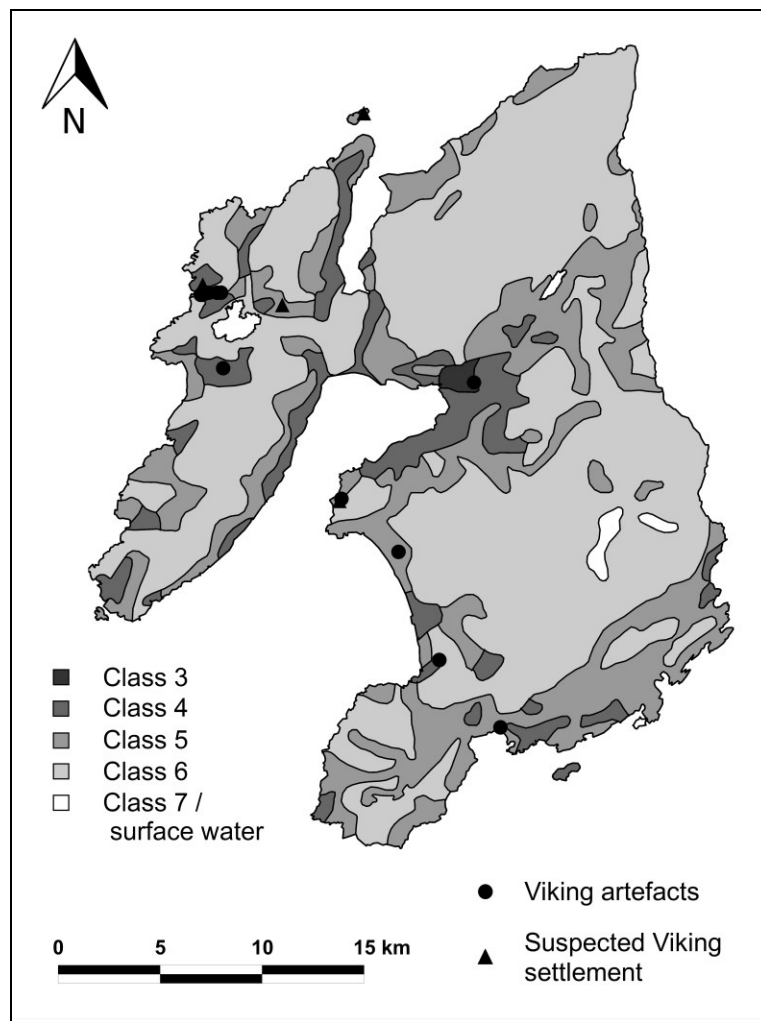 N
Class 3
Class 4
Class 5
Class 6
Class 7 /
surface water
Viking artefacts
Suspected Viking
settlement
0 5 10 15 km